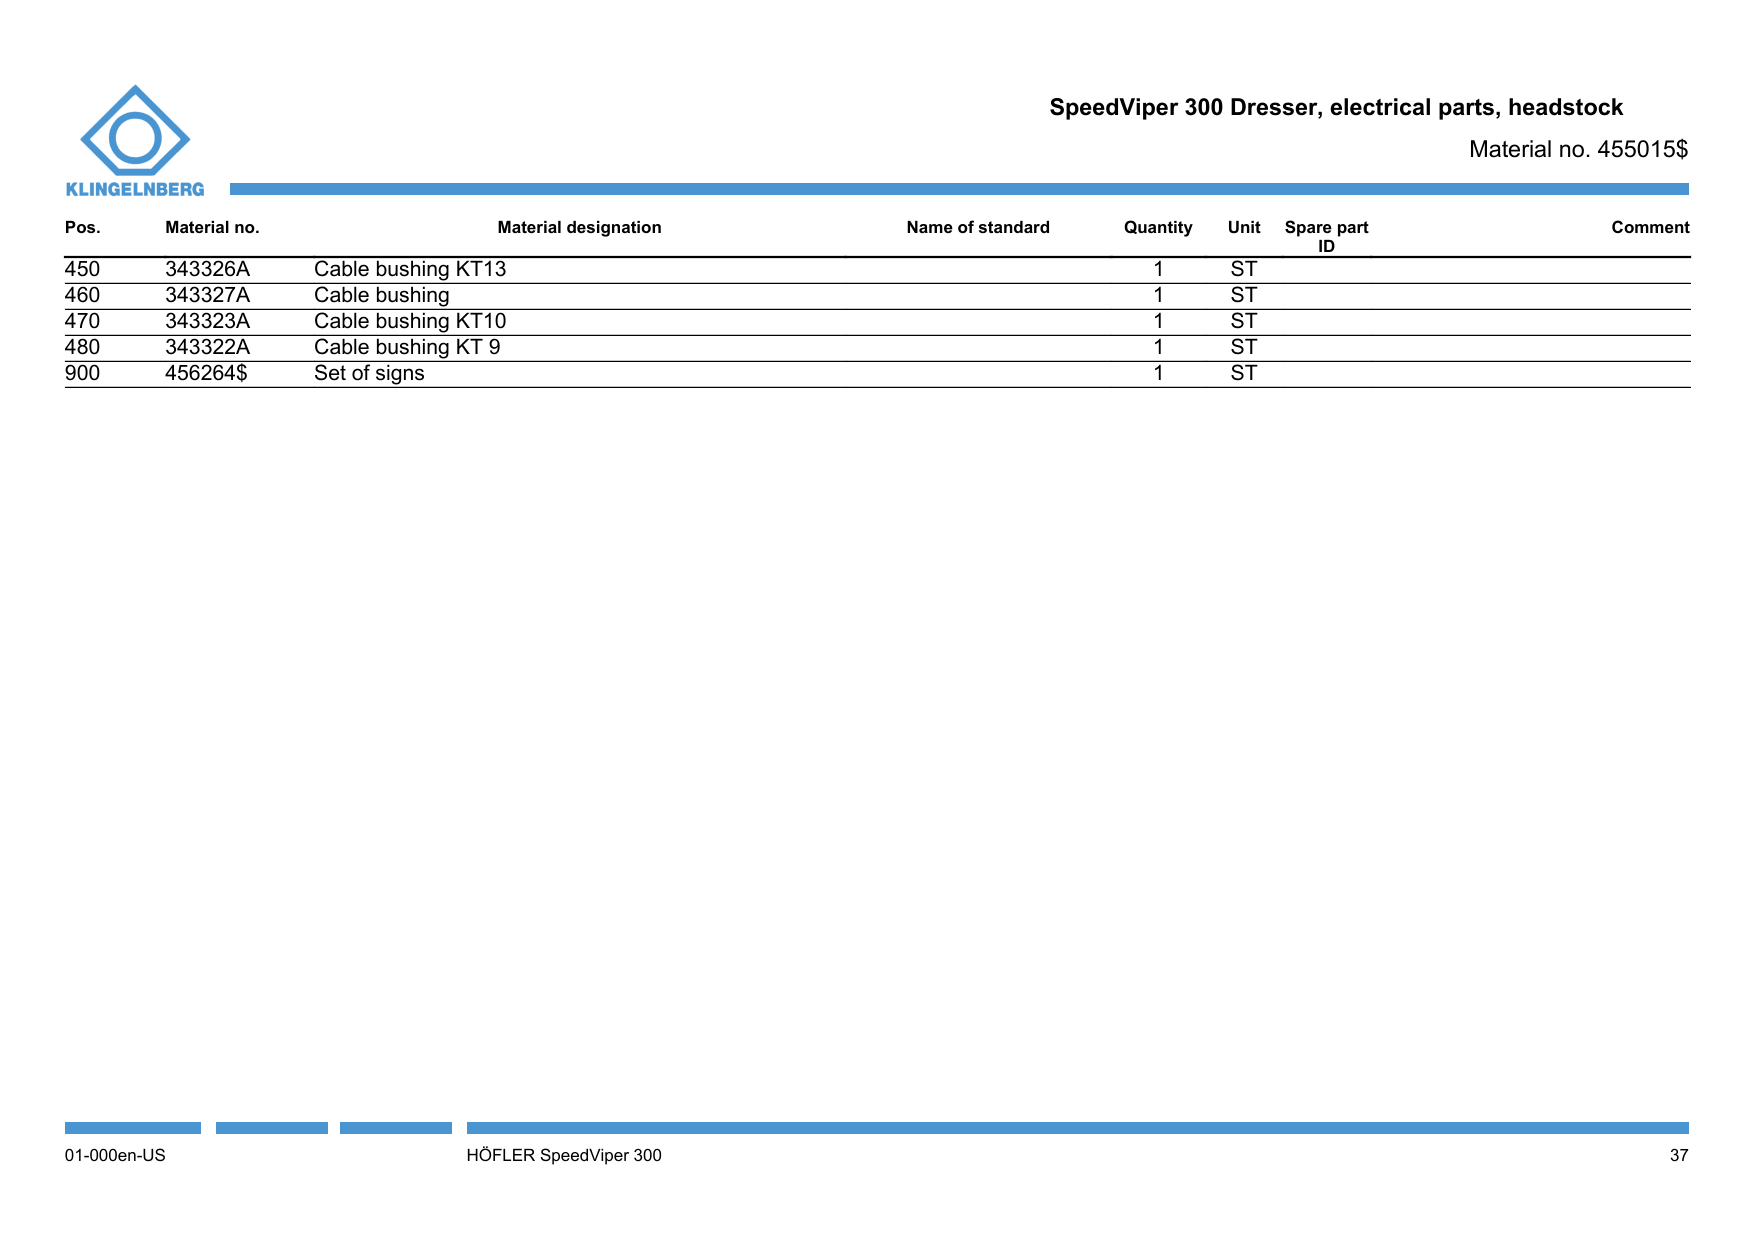 KLINGELNBERG
SpeedViper 300 Dresser, electrical parts, headstock
Material no. 455015$
Pos. Material no. Material designation Name of standard Quantity Unit Spare part ID Comment
450 343326A Cable bushing KT13 1 ST
460 343327A Cable bushing 1 ST
470 343323A Cable bushing KT10 1 ST
480 343322A Cable bushing KT 9 1 ST
900 456264$ Set of signs 1 ST
01-000en-US HÖFLER SpeedViper 300 37